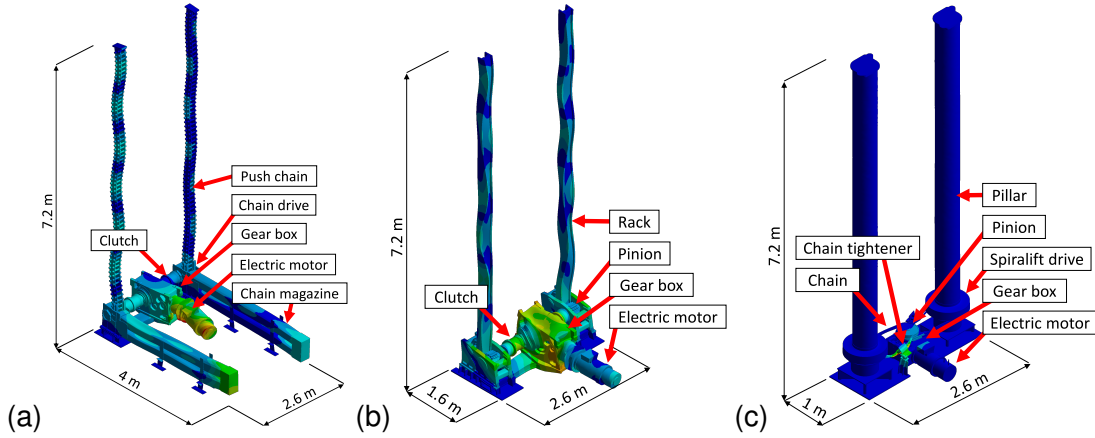 7.2 m
Push chain
Chain drive
Clutch
Gear box
Electric motor
Chain magazine
4 m
2.6 m
(a)
7.2 m
Rack
Pinion
Clutch
Gear box
Electric motor
1.6 m
2.6 m
(b)
7.2 m
Pillar
Chain tightener
Pinion
Chain
Spiralift drive
Gear box
Electric motor
1 m
2.6 m
(c)